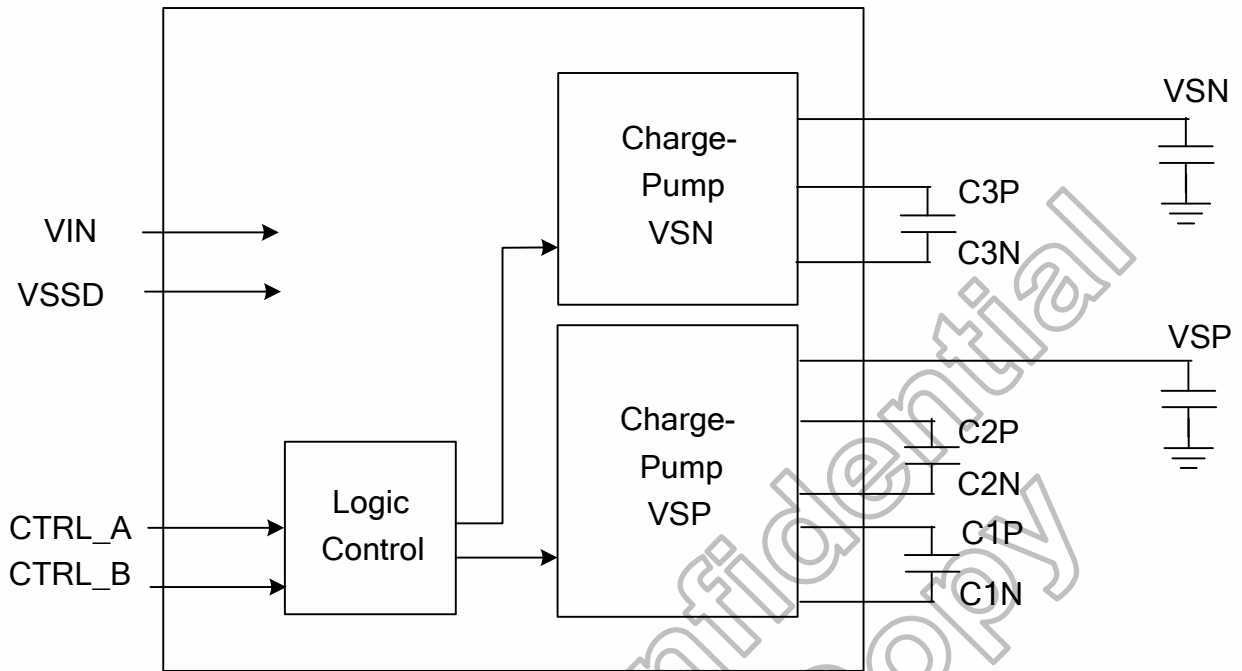 VIN
VSSD
CTRL_A
CTRL_B
Logic
Control
Charge-
Pump
VSN
Charge-
Pump
VSP
VSN
C3P
C3N
VSP
C2P
C2N
C1P
C1N